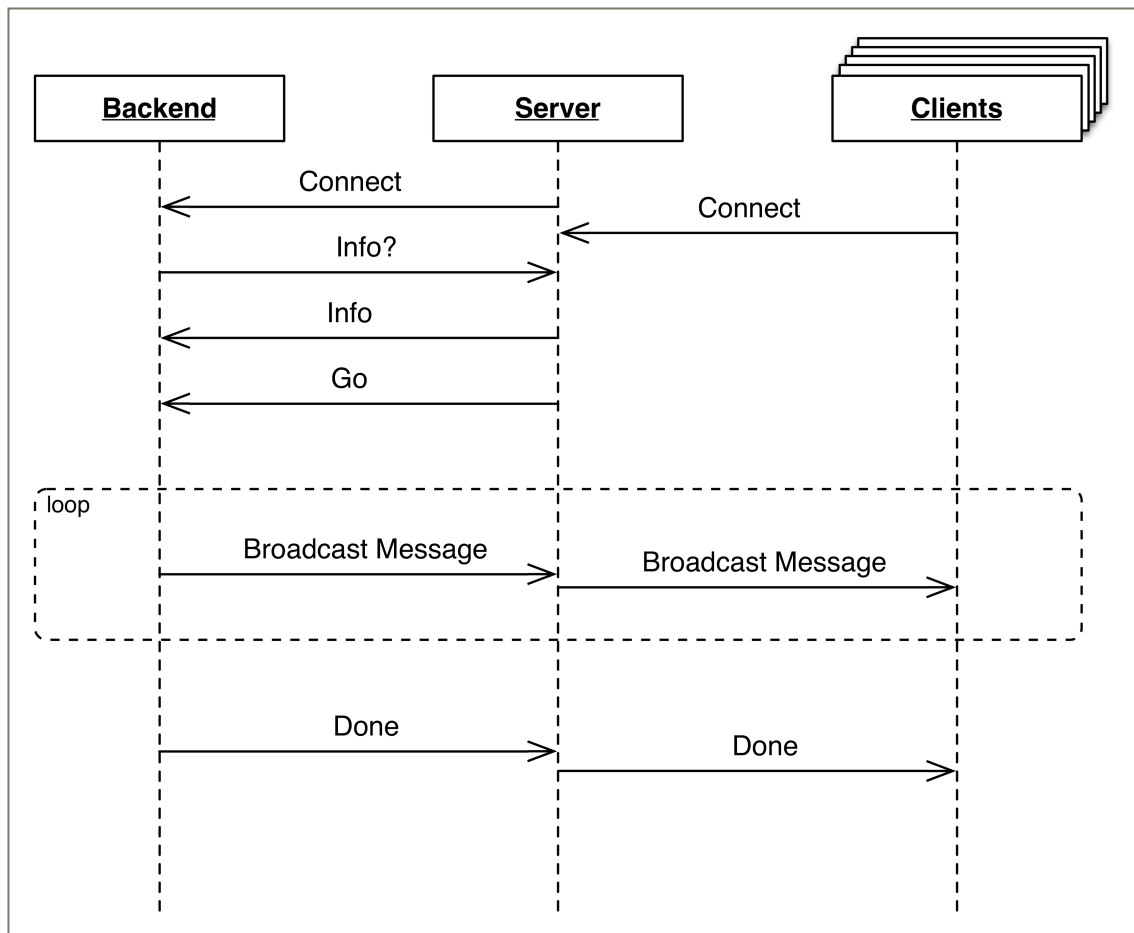 Backend
Server
Clients
Connect
Connect
Info?
Info
Go
loop
Broadcast Message
Broadcast Message
Done
Done